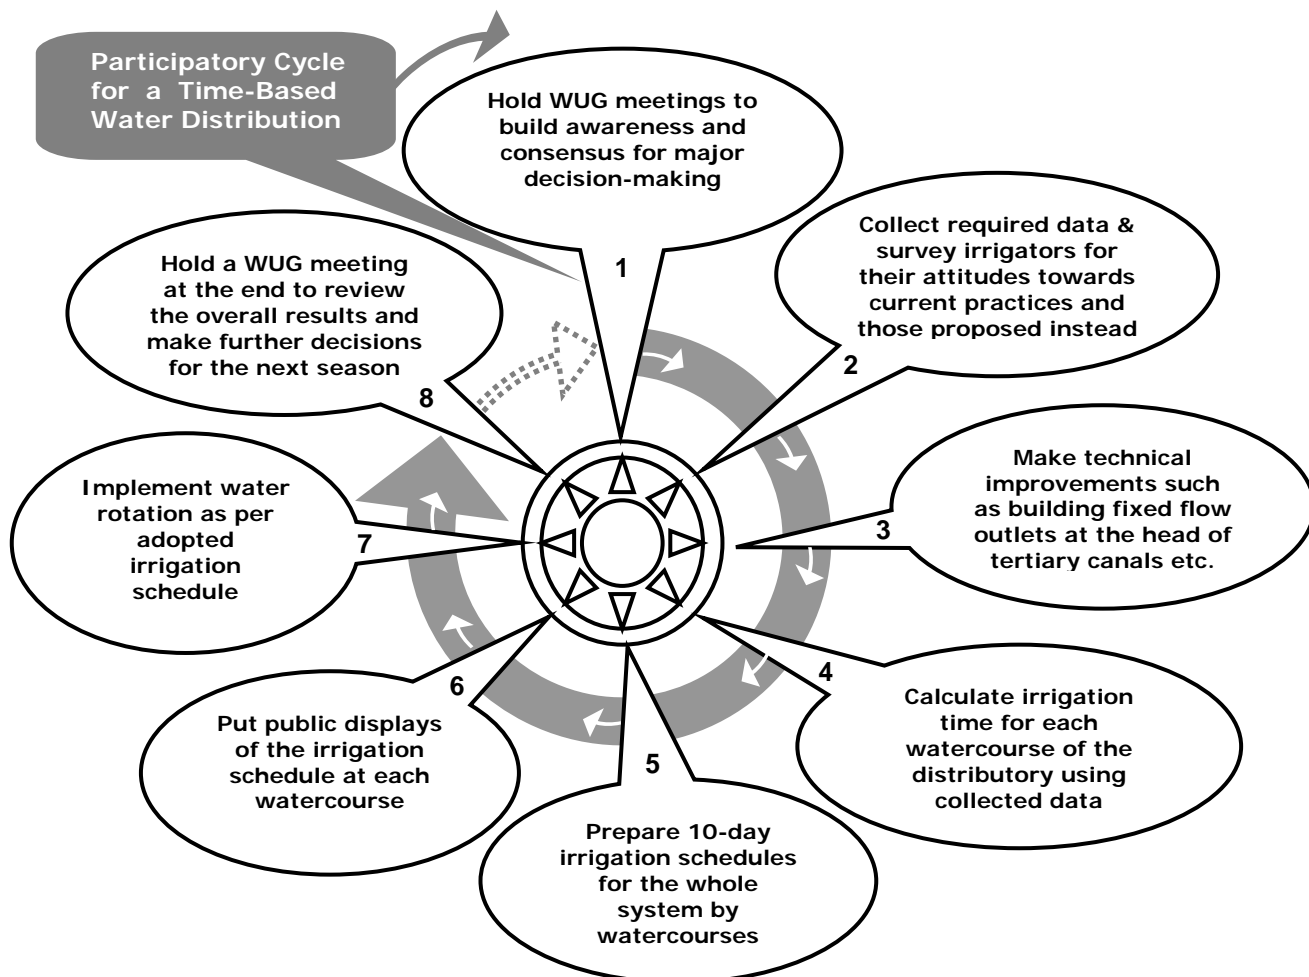 Participatory Cycle
for a Time-Based
Water Distribution
Hold WUG meetings to
build awareness and
consensus for major
decision-making
1
Collect required data &
survey irrigators for
their attitudes towards
current practices and
those proposed instead
2
Make technical
improvements such
as building fixed flow
outlets at the head of
tertiary canals etc.
3
Calculate irrigation
time for each
watercourse of the
distributory using
collected data
4
Prepare 10-day
irrigation schedules
for the whole
system by
watercourses
5
Put public displays
of the irrigation
schedule at each
watercourse
6
Implement water
rotation as per
adopted
irrigation
schedule
7
Hold a WUG meeting
at the end to review
the overall results and
make further decisions
for the next season
8